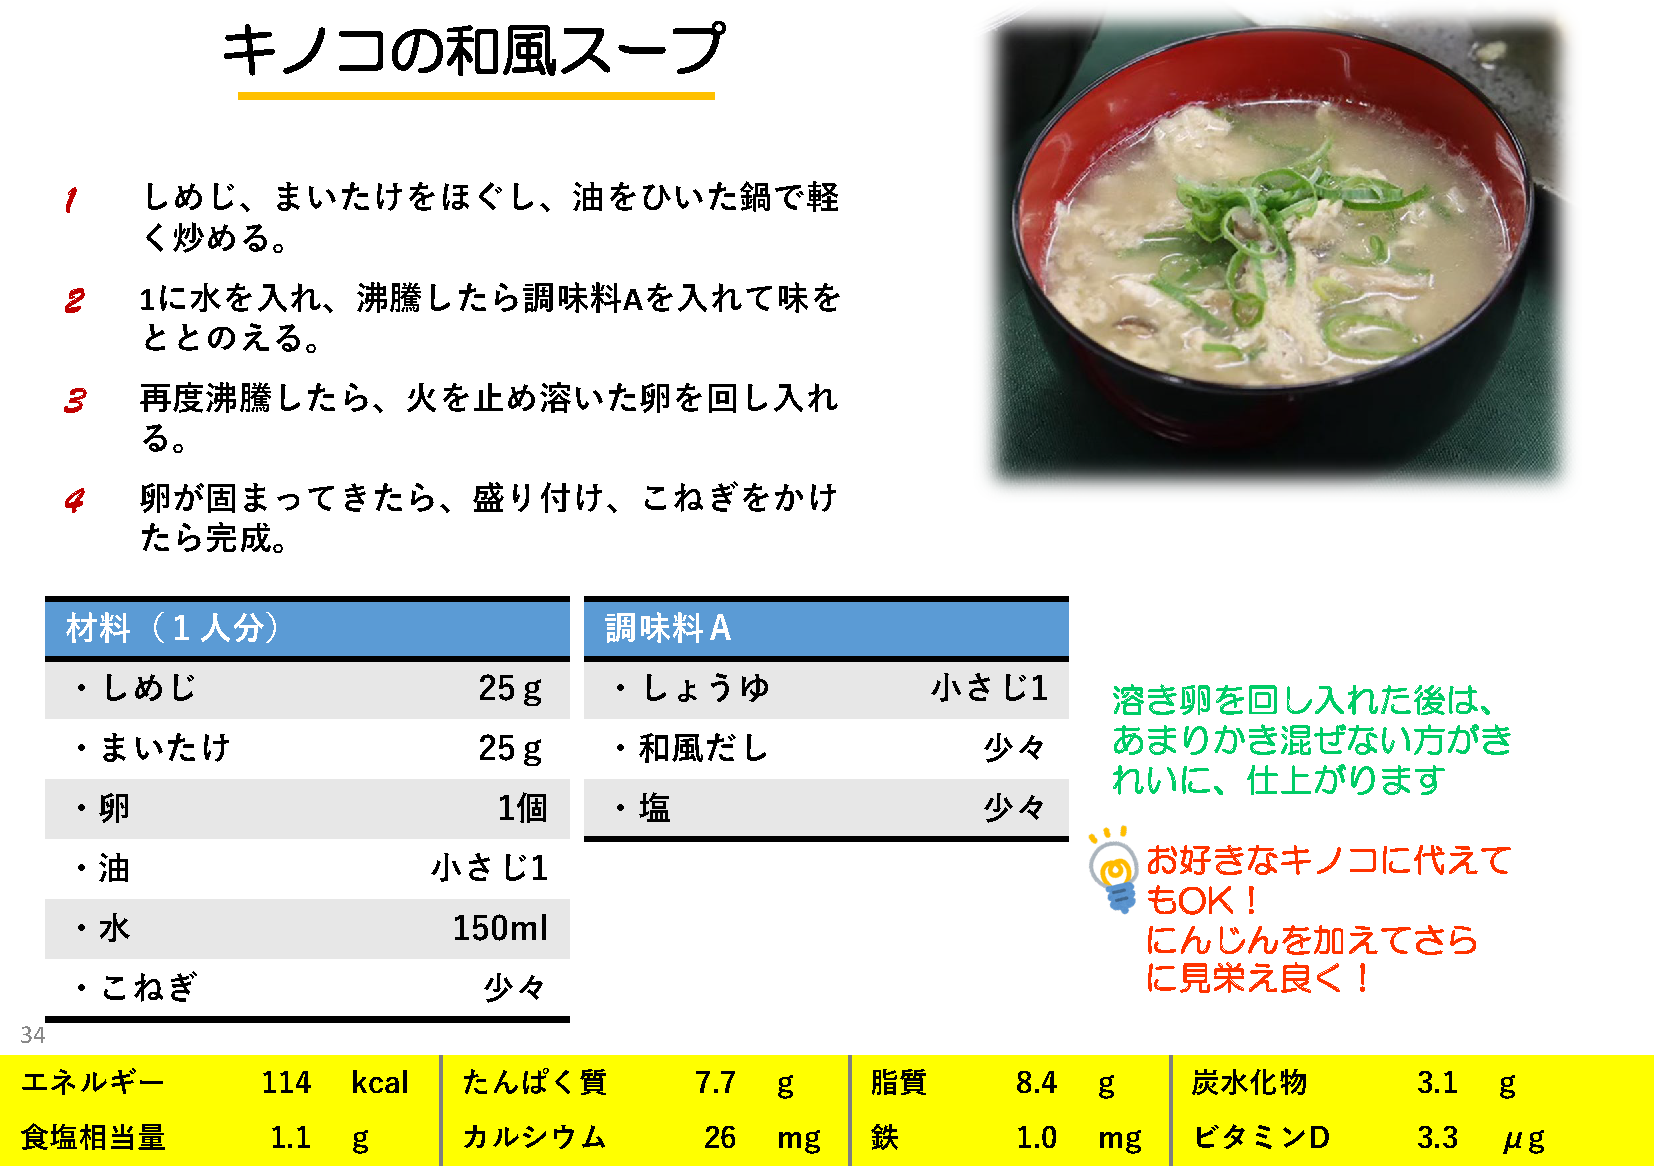 キノコの和風スープ
1 しめじ、まいたけをほぐし、油をひいた鍋で軽
く炒める。
2 1に水を入れ、沸騰したら調味料Aを入れて味を
ととのえる。
3 再度沸騰したら、火を止め溶いた卵を回し入れ
る。
4 卵が固まってきたら、盛り付け、こねぎをかけ
たら完成。
材料（１人分）
・しめじ 25ｇ
・まいたけ 25ｇ
・卵 1個
・油 小さじ1
・水 150ml
・こねぎ 少々
調味料Ａ
・しょうゆ 小さじ1
・和風だし 少々
・塩 少々
溶き卵を回し入れた後は、
あまりかき混ぜない方がき
れいに、仕上がります
お好きなキノコに代えて
もOK！
にんじんを加えてさら
に見栄え良く！
34
エネルギー 114 kcal たんぱく質 7.7 g 脂質 8.4 g 炭水化物 3.1 g
食塩相当量 1.1 g カルシウム 26 mg 鉄 1.0 mg ビタミンD 3.3 μg